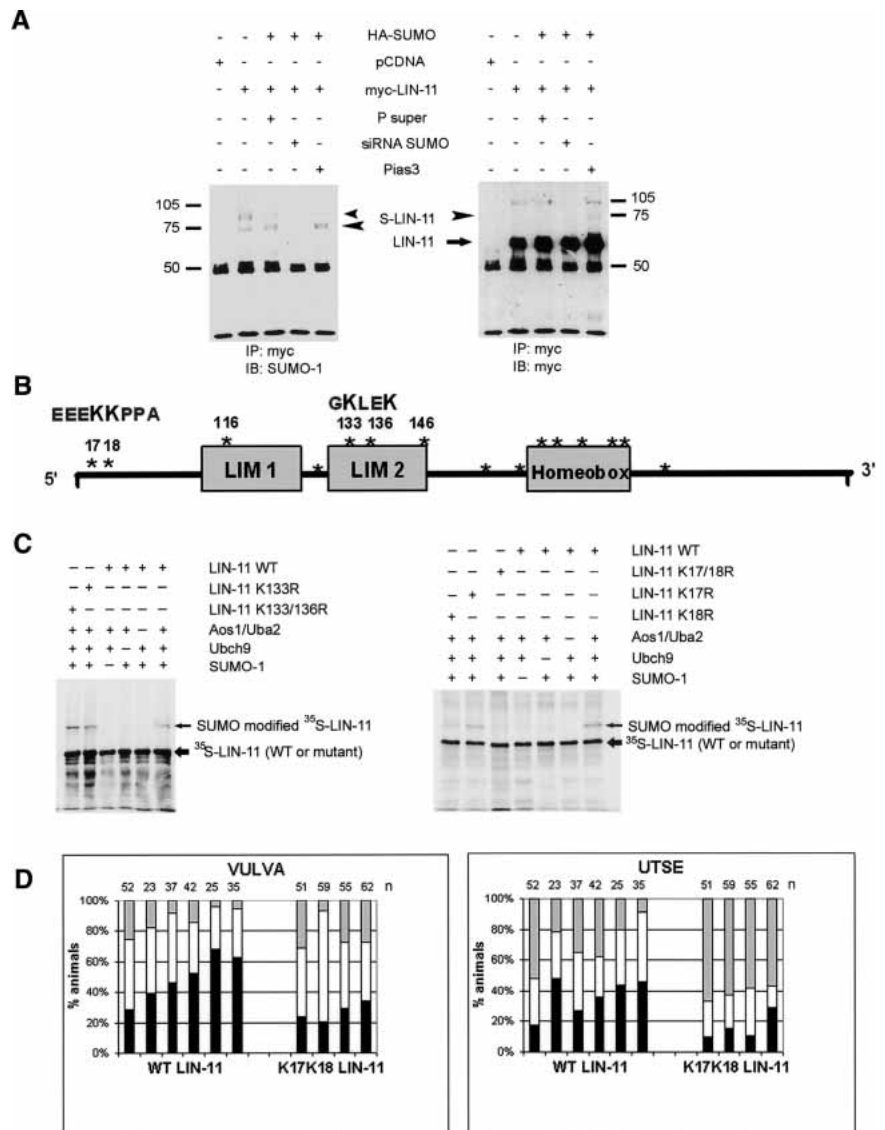 A
- - + + + HA-SUMO - - + + +
+ - - - - pCDNA + - - - -
- + + + + myc-LIN-11 - + + + +
- - + - - P super - - + - -
- - - + - siRNA SUMO - - - + -
- - - - + Pias3 - - - - +
105
75
50
S-LIN-11
LIN-11
105
75
50
IP: myc
IB: SUMO-1
IP: myc
IB: myc
B
EEEKKPPA
GKLEK
17 18
116
133 136 146
* * * * * * * * * * * * * * *
5' LIM 1 LIM 2 Homeobox 3'
C
– – + + + + LIN-11 WT
– + – – – – LIN-11 K133R
+ – – – – – LIN-11 K133/136R
+ + + + – + Aos1/Uba2
+ + + – + + Ubch9
+ + – + + + SUMO-1
SUMO modified ³⁵S-LIN-11
³⁵S-LIN-11 (WT or mutant)
– – – + + + + LIN-11 WT
– – + – – – – LIN-11 K17/18R
– + – – – – – LIN-11 K17R
+ – – – – – – LIN-11 K18R
+ + + + + – + Aos1/Uba2
+ + + + – + + Ubch9
+ + + – + + + SUMO-1
SUMO modified ³⁵S-LIN-11
³⁵S-LIN-11 (WT or mutant)
D
VULVA
52 23 37 42 25 35 51 59 55 62 n
100%
80%
60%
40%
20%
0%
% animals
WT LIN-11 K17K18 LIN-11
UTSE
52 23 37 42 25 35 51 59 55 62 n
100%
80%
60%
40%
20%
0%
% animals
WT LIN-11 K17K18 LIN-11